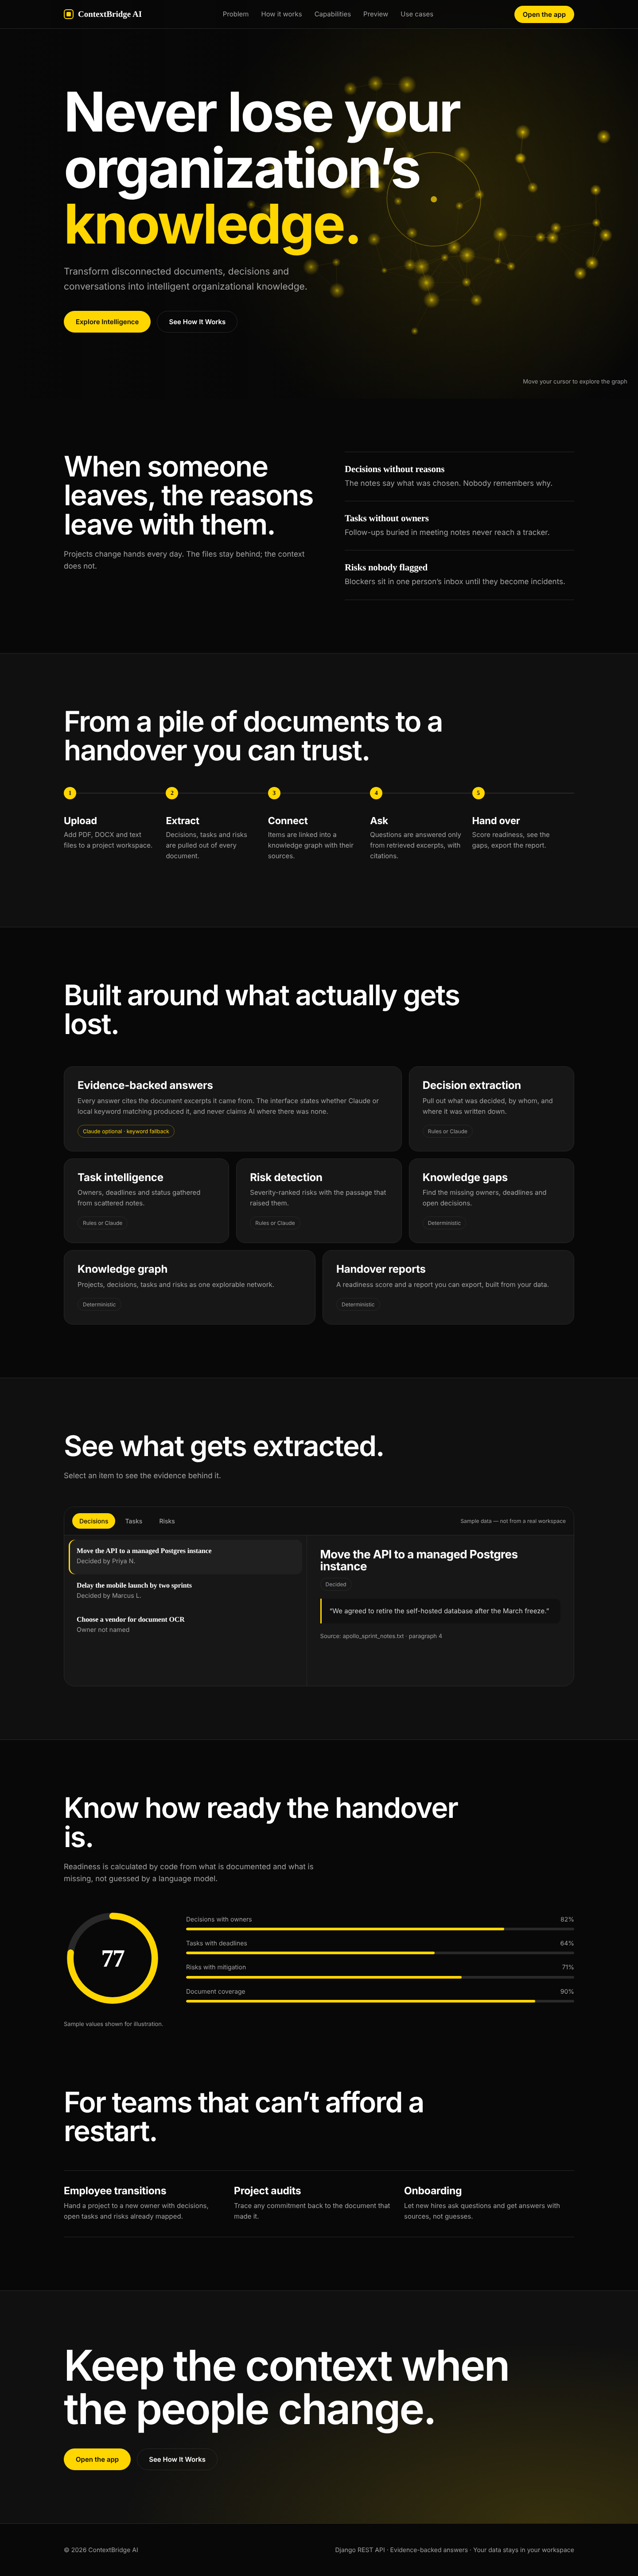 ContextBridge AI
Problem
How it works
Capabilities
Preview
Use cases
Open the app
Never lose your
organization’s
knowledge.
Transform disconnected documents, decisions and
conversations into intelligent organizational knowledge.
Explore Intelligence
See How It Works
Move your cursor to explore the graph
When someone
leaves, the reasons
leave with them.
Projects change hands every day. The files stay behind; the context
does not.
Decisions without reasons
The notes say what was chosen. Nobody remembers why.
Tasks without owners
Follow-ups buried in meeting notes never reach a tracker.
Risks nobody flagged
Blockers sit in one person’s inbox until they become incidents.
From a pile of documents to a
handover you can trust.
1
Upload
Add PDF, DOCX and text
files to a project workspace.
2
Extract
Decisions, tasks and risks
are pulled out of every
document.
3
Connect
Items are linked into a
knowledge graph with their
sources.
4
Ask
Questions are answered only
from retrieved excerpts, with
citations.
5
Hand over
Score readiness, see the
gaps, export the report.
Built around what actually gets
lost.
Evidence-backed answers
Every answer cites the document excerpts it came from. The interface states whether Claude or
local keyword matching produced it, and never claims AI where there was none.
Claude optional · keyword fallback
Decision extraction
Pull out what was decided, by whom, and
where it was written down.
Rules or Claude
Task intelligence
Owners, deadlines and status gathered
from scattered notes.
Rules or Claude
Risk detection
Severity-ranked risks with the passage that
raised them.
Rules or Claude
Knowledge gaps
Find the missing owners, deadlines and
open decisions.
Deterministic
Knowledge graph
Projects, decisions, tasks and risks as one explorable network.
Deterministic
Handover reports
A readiness score and a report you can export, built from your data.
Deterministic
See what gets extracted.
Select an item to see the evidence behind it.
Decisions
Tasks
Risks
Sample data — not from a real workspace
Move the API to a managed Postgres instance
Decided by Priya N.
Delay the mobile launch by two sprints
Decided by Marcus L.
Choose a vendor for document OCR
Owner not named
Move the API to a managed Postgres
instance
Decided
“We agreed to retire the self-hosted database after the March freeze.”
Source: apollo_sprint_notes.txt · paragraph 4
Know how ready the handover
is.
Readiness is calculated by code from what is documented and what is
missing, not guessed by a language model.
77
Sample values shown for illustration.
Decisions with owners
82%
Tasks with deadlines
64%
Risks with mitigation
71%
Document coverage
90%
For teams that can’t afford a
restart.
Employee transitions
Hand a project to a new owner with decisions,
open tasks and risks already mapped.
Project audits
Trace any commitment back to the document that
made it.
Onboarding
Let new hires ask questions and get answers with
sources, not guesses.
Keep the context when
the people change.
Open the app
See How It Works
© 2026 ContextBridge AI
Django REST API · Evidence-backed answers · Your data stays in your workspace